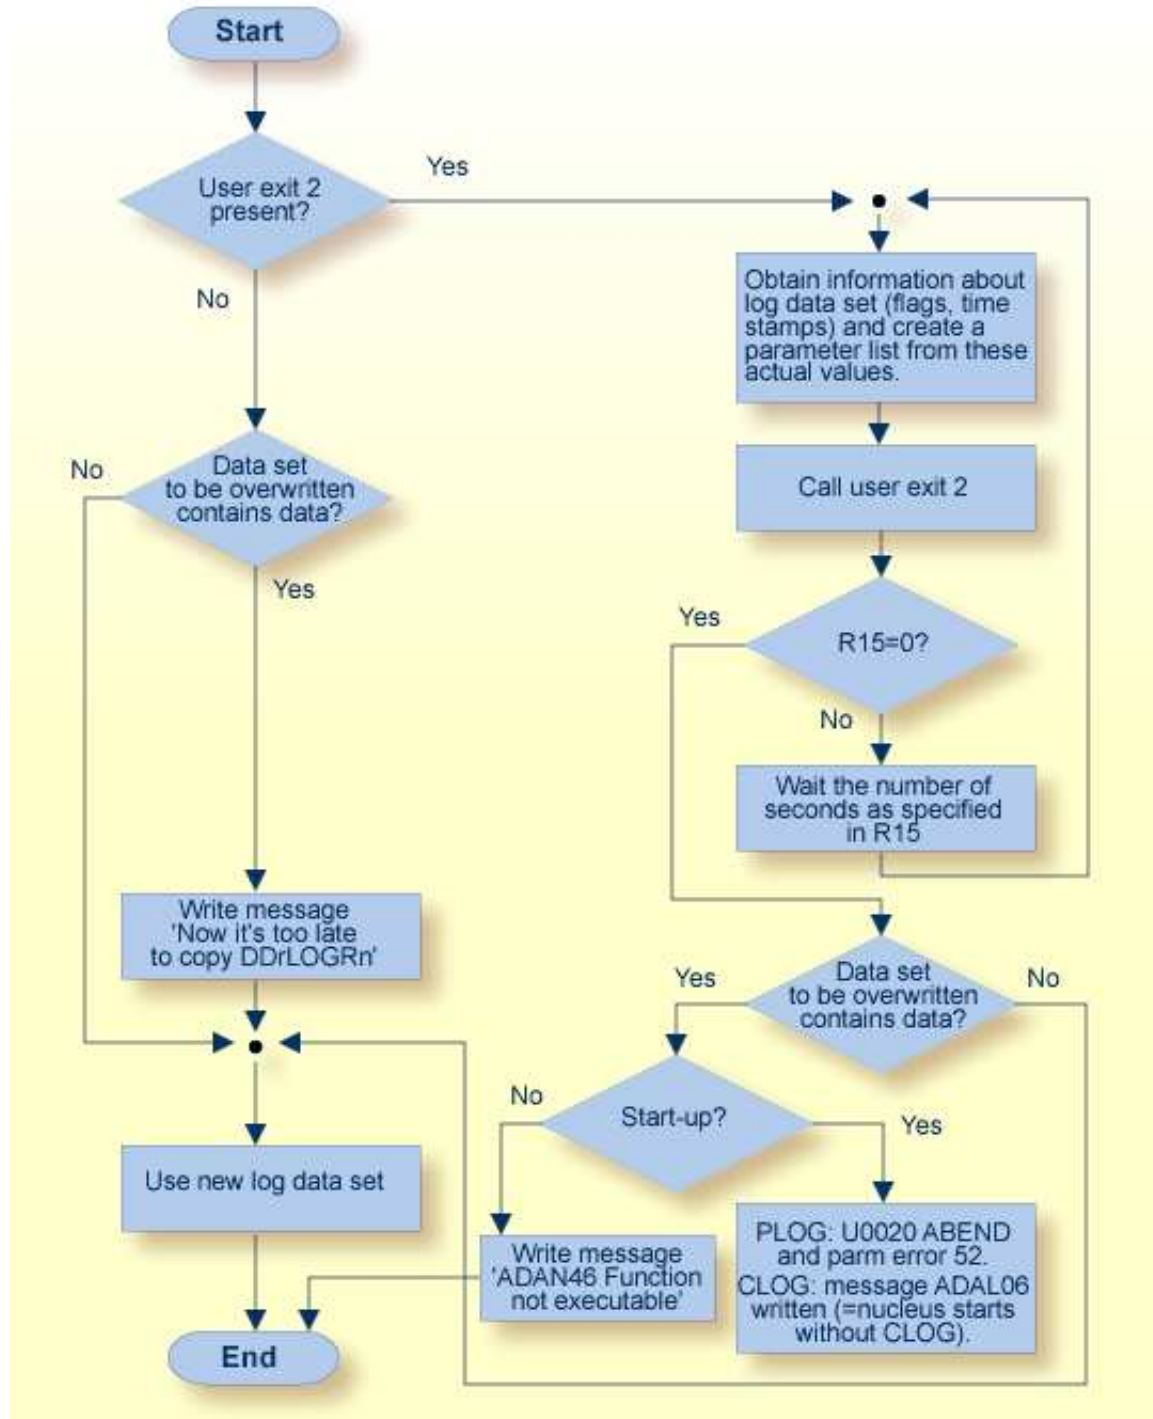 Start
Yes
User exit 2
present?
No
Obtain information about
log data set (flags, time
stamps) and create a
parameter list from these
actual values.
No
Data set
to be overwritten
contains data?
Yes
Call user exit 2
Yes
R15=0?
No
Wait the number of
seconds as specified
in R15
Write message
'Now it's too late
to copy DDrLOGRn'
Yes
Data set
to be overwritten
contains data?
No
No
Start-up?
Yes
Use new log data set
Write message
'ADAN46 Function
not executable'
PLOG: U0020 ABEND
and parm error 52.
CLOG: message ADAL06
written (=nucleus starts
without CLOG).
End